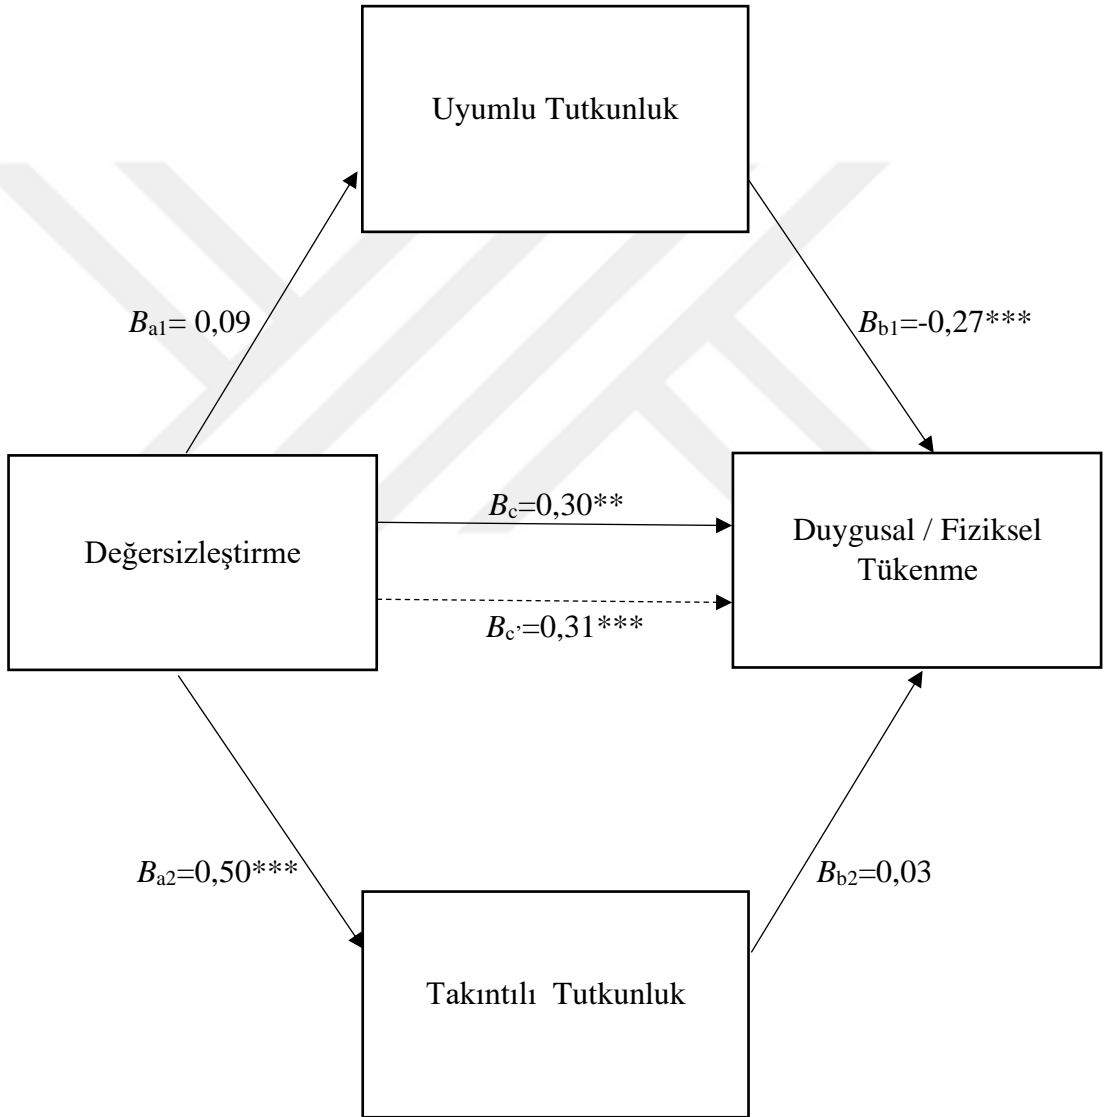 Uyumlu Tutkunluk
Ba1= 0,09
Bb1=-0,27***
Bc=0,30**
Değersizleştirme
Duygusal / Fiziksel
Tükenme
Bc’=0,31***
Ba2=0,50***
Bb2=0,03
Takıntılı Tutkunluk